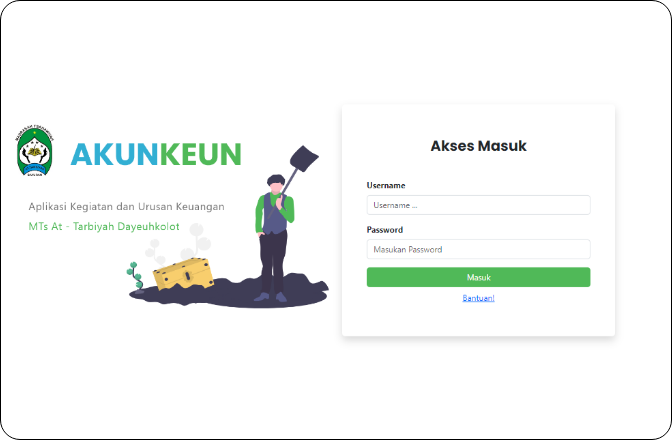 AKUNKEUN
Aplikasi Kegiatan dan Urusan Keuangan
MTs At - Tarbiyah Dayeuhkolot
Akses Masuk
Username
Username ...
Password
Masukan Password
Masuk
Bantuan!